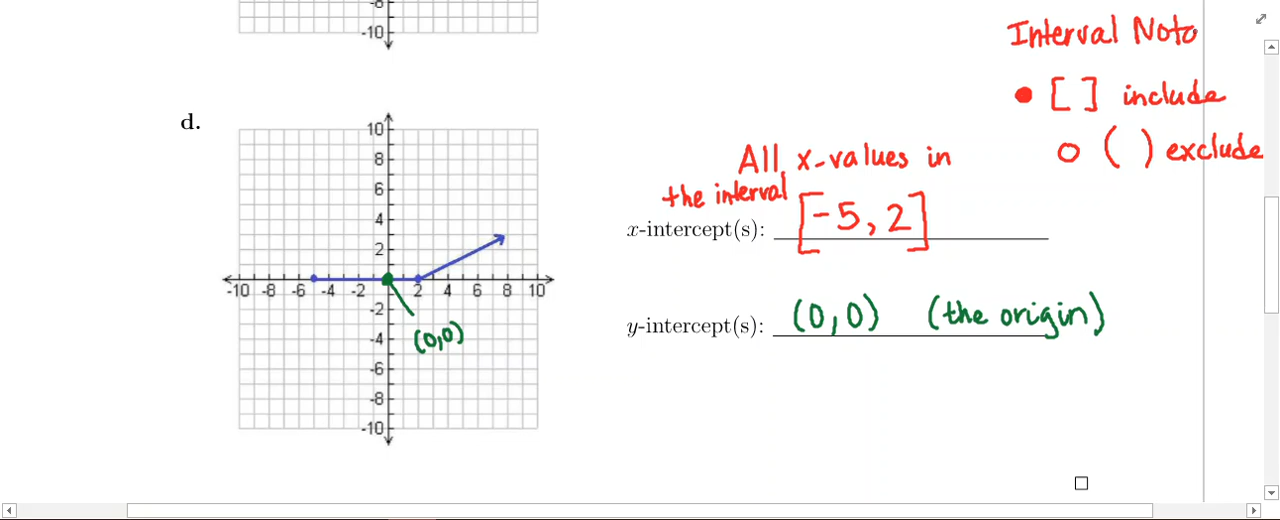 -8
-10
Interval Nota
[ ] include
( ) exclude
d.
10
8
6
4
2
-10 -8 -6 -4 -2 2 4 6 8 10
-2
-4
-6
-8
-10
(0,0)
All x-values in
the interval
x-intercept(s): [-5, 2]
y-intercept(s): (0,0) (the origin)